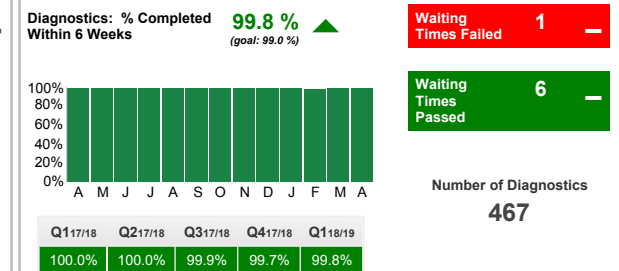 Diagnostics: % Completed
Within 6 Weeks
99.8 %
(goal: 99.0 %)
100%
80%
60%
40%
20%
0%
A M J J A S O N D J F M A
Q117/18 Q217/18 Q317/18 Q417/18 Q118/19
100.0% 100.0% 99.9% 99.7% 99.8%
Waiting
Times Failed
1
Waiting
Times
Passed
6
Number of Diagnostics
467